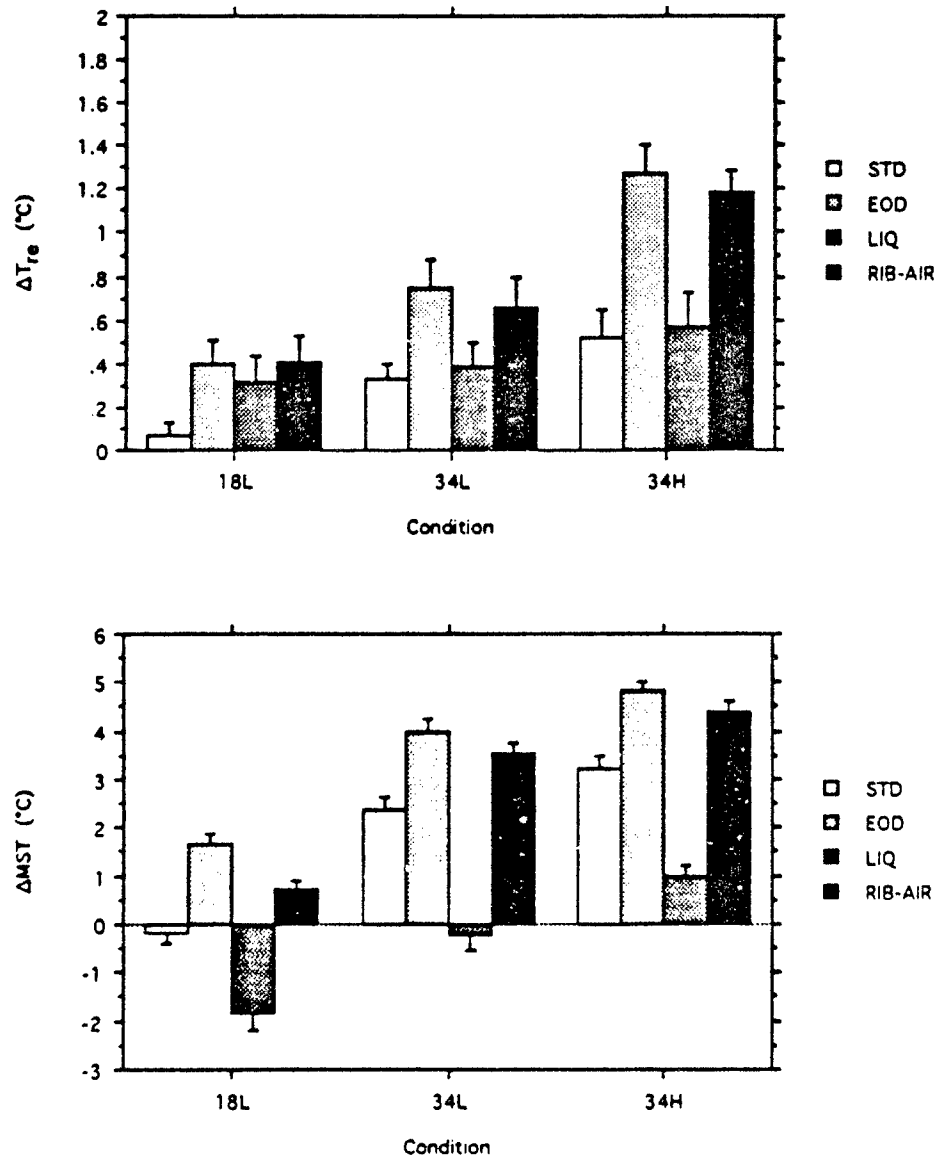 2
1.8
1.6
1.4
1.2
1
.8
.6
.4
.2
0
ΔTre (°C)
18L
34L
34H
Condition
STD
EOD
LIQ
RIB-AIR
6
5
4
3
2
1
0
-1
-2
-3
ΔMST (°C)
18L
34L
34H
Condition
STD
EOD
LIQ
RIB-AIR